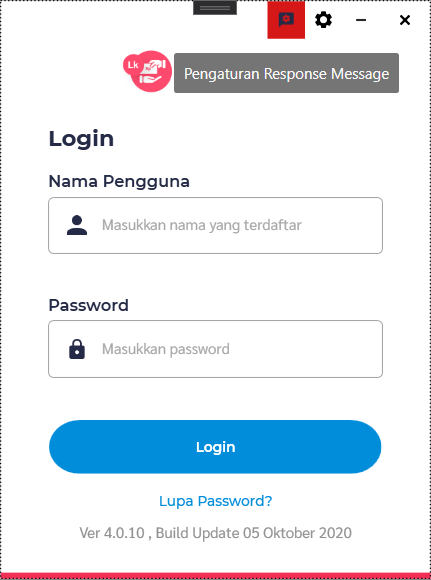 Lk
Pengaturan Response Message
Login
Nama Pengguna
Masukkan nama yang terdaftar
Password
Masukkan password
Login
Lupa Password?
Ver 4.0.10 , Build Update 05 Oktober 2020